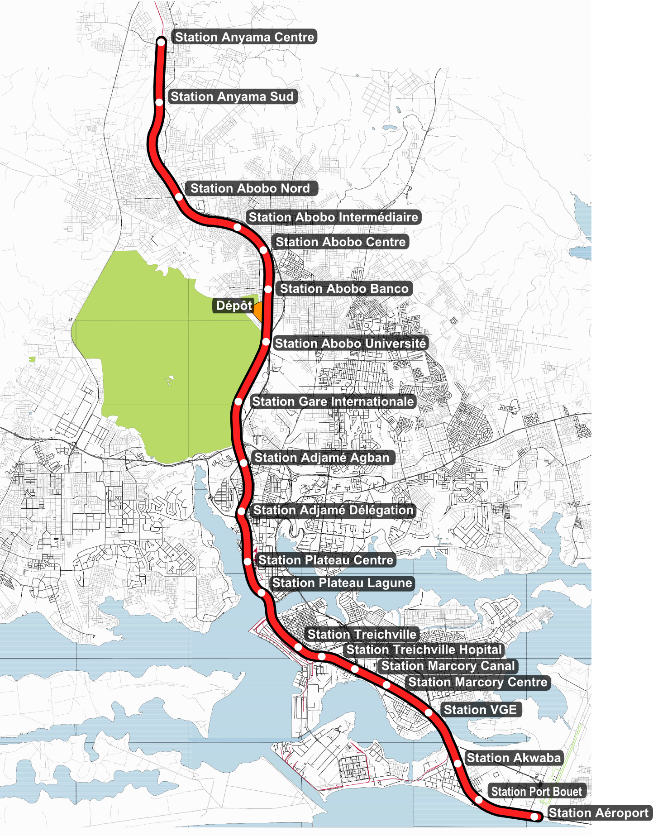 Station Anyama Centre
Station Anyama Sud
Station Abobo Nord
Station Abobo Intermédiaire
Station Abobo Centre
Station Abobo Banco
Dépôt
Station Abobo Université
Station Gare Internationale
Station Adjamé Agban
Station Adjamé Délégation
Station Plateau Centre
Station Plateau Lagune
Station Treichville
Station Treichville Hopital
Station Marcory Canal
Station Marcory Centre
Station VGE
Station Akwaba
Station Port Bouet
Station Aéroport